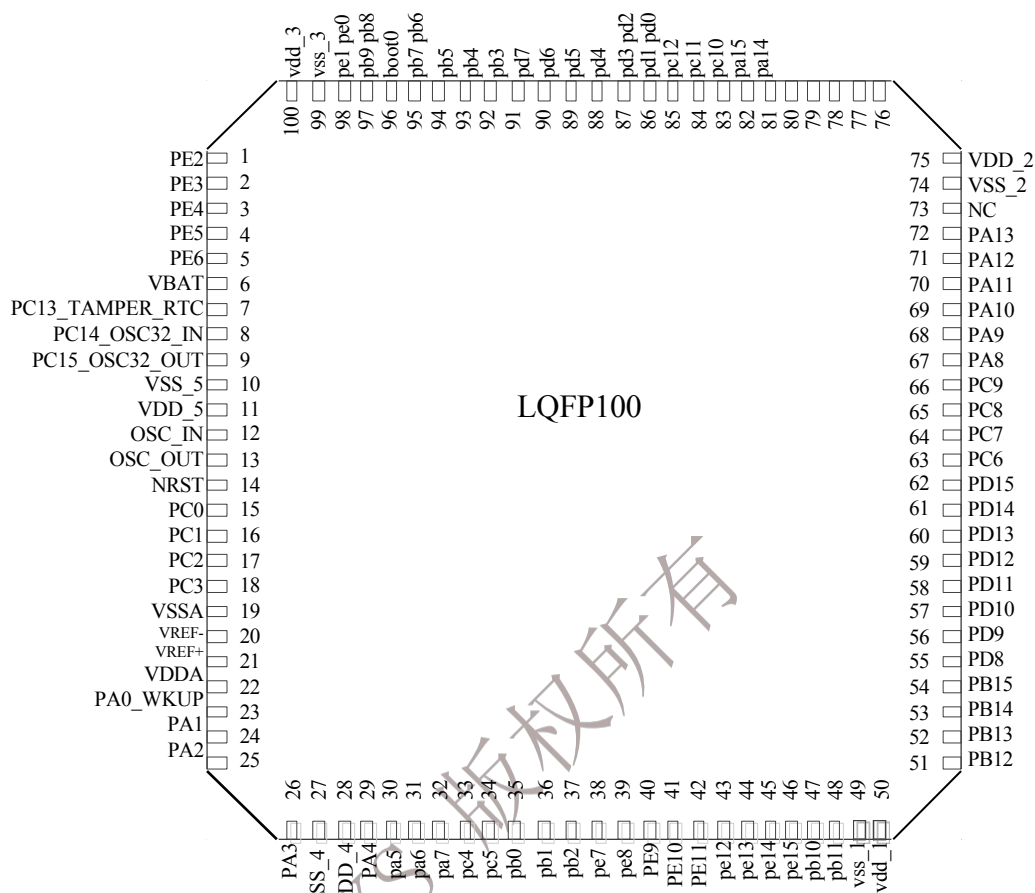 vdd_3
vss_3
pe1 pe0
pb9 pb8
boot0
pb7 pb6
pb5
pb4
pb3
pd7
pd6
pd5
pd4
pd3 pd2
pd1 pd0
pc12
pc11
pc10
pa15
pa14
100 99 98 97 96 95 94 93 92 91 90 89 88 87 86 85 84 83 82 81 80 79 78 77 76
PE2 1
PE3 2
PE4 3
PE5 4
PE6 5
VBAT 6
PC13_TAMPER_RTC 7
PC14_OSC32_IN 8
PC15_OSC32_OUT 9
VSS_5 10
VDD_5 11
OSC_IN 12
OSC_OUT 13
NRST 14
PC0 15
PC1 16
PC2 17
PC3 18
VSSA 19
VREF- 20
VREF+ 21
VDDA 22
PA0_WKUP 23
PA1 24
PA2 25
LQFP100
75 VDD_2
74 VSS_2
73 NC
72 PA13
71 PA12
70 PA11
69 PA10
68 PA9
67 PA8
66 PC9
65 PC8
64 PC7
63 PC6
62 PD15
61 PD14
60 PD13
59 PD12
58 PD11
57 PD10
56 PD9
55 PD8
54 PB15
53 PB14
52 PB13
51 PB12
26 27 28 29 30 31 32 33 34 35 36 37 38 39 40 41 42 43 44 45 46 47 48 49 50
PA3
SS_4
DD_4
PA4
pa5
pa6
pa7
pc4
pc5
pb0
pb1
pb2
pe7
pe8
PE9
PE10
PE11
pe12
pe13
pe14
pe15
pb10
pb11
vss_1
vdd_1
版权所有